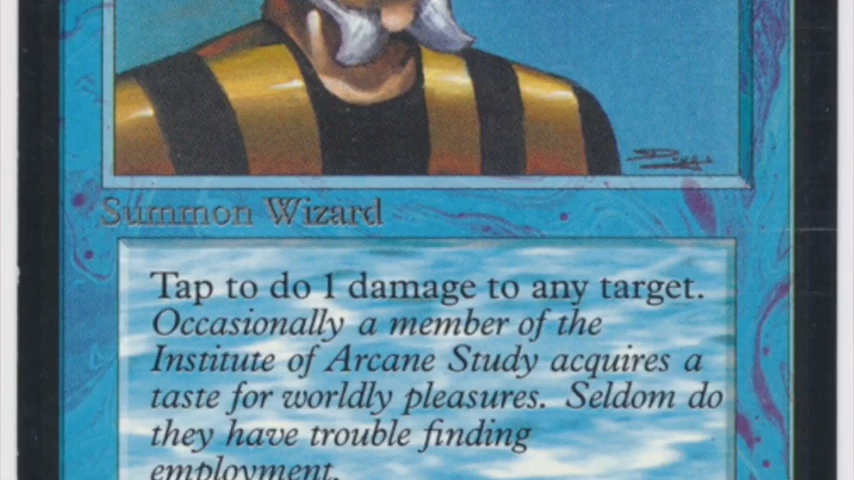 Summon Wizard
Tap to do 1 damage to any target.
Occasionally a member of the
Institute of Arcane Study acquires a
taste for worldly pleasures. Seldom do
they have trouble finding
employment.